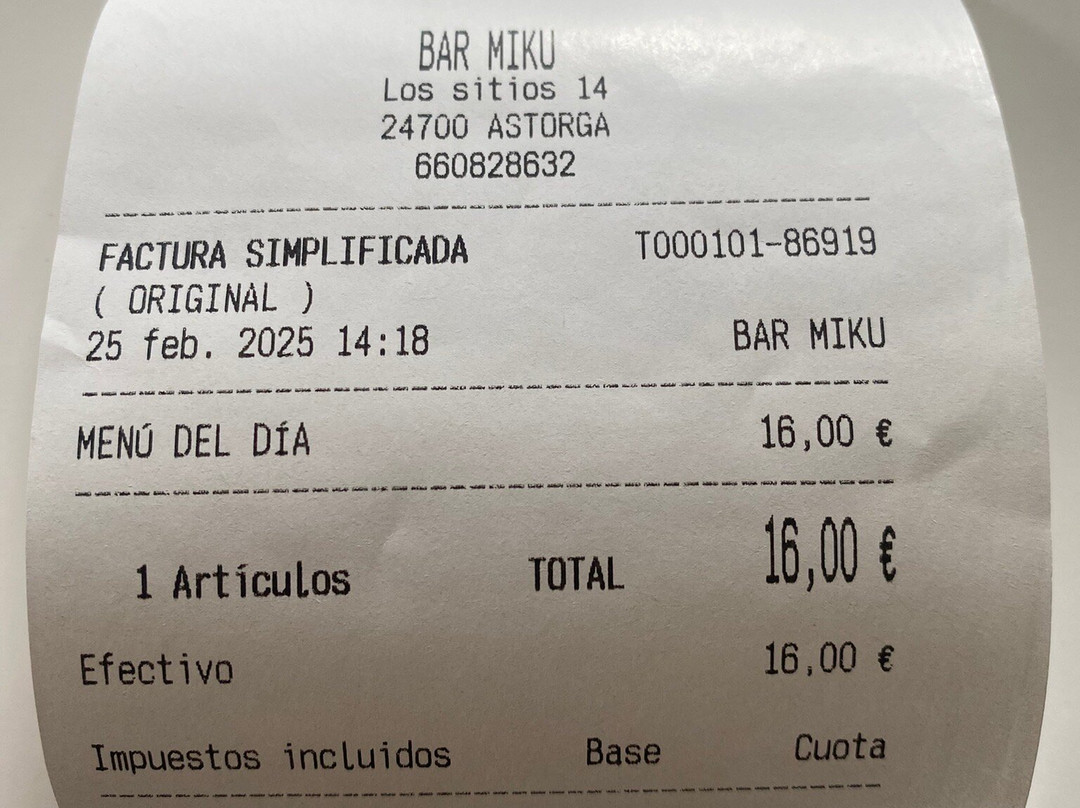 BAR MIKU
Los sitios 14
24700 ASTORGA
660828632
FACTURA SIMPLIFICADA T000101-86919
( ORIGINAL )
25 feb. 2025 14:18 BAR MIKU
MENÚ DEL DÍA 16,00 €
1 Artículos TOTAL 16,00 €
Efectivo 16,00 €
Impuestos incluidos Base Cuota